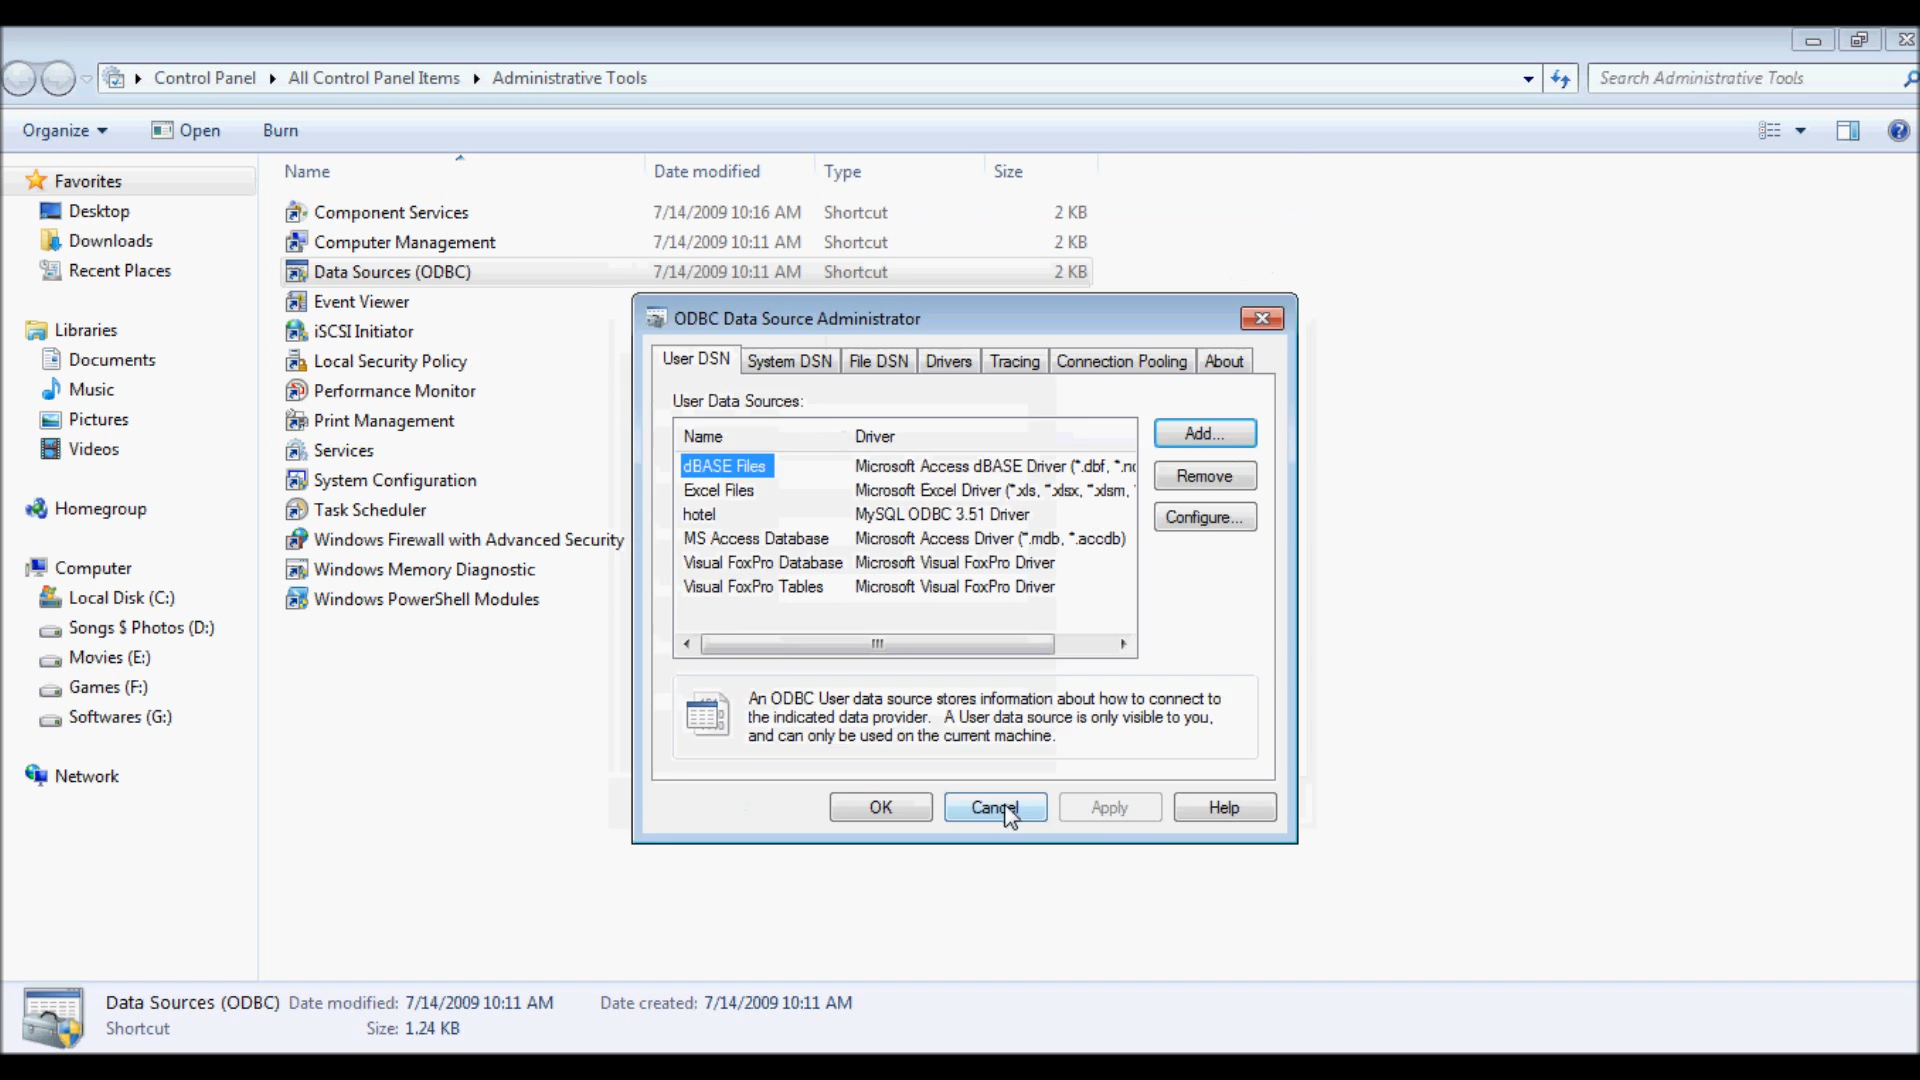 Control Panel All Control Panel Items Administrative Tools
Search Administrative Tools
Organize Open Burn
Name Date modified Type Size
Favorites
Desktop
Downloads
Recent Places
Libraries
Documents
Music
Pictures
Videos
Homegroup
Computer
Local Disk (C:)
Songs $ Photos (D:)
Movies (E:)
Games (F:)
Softwares (G:)
Network
Component Services 7/14/2009 10:16 AM Shortcut 2 KB
Computer Management 7/14/2009 10:11 AM Shortcut 2 KB
Data Sources (ODBC) 7/14/2009 10:11 AM Shortcut 2 KB
Event Viewer
iSCSI Initiator
Local Security Policy
Performance Monitor
Print Management
Services
System Configuration
Task Scheduler
Windows Firewall with Advanced Security
Windows Memory Diagnostic
Windows PowerShell Modules
ODBC Data Source Administrator
User DSN System DSN File DSN Drivers Tracing Connection Pooling About
User Data Sources:
Name Driver
dBASE Files Microsoft Access dBASE Driver (*.dbf, *.nd
Excel Files Microsoft Excel Driver (*.xls, *.xlsx, *.xlsm, *
hotel MySQL ODBC 3.51 Driver
MS Access Database Microsoft Access Driver (*.mdb, *.accdb)
Visual FoxPro Database Microsoft Visual FoxPro Driver
Visual FoxPro Tables Microsoft Visual FoxPro Driver
Add...
Remove
Configure...
An ODBC User data source stores information about how to connect to
the indicated data provider. A User data source is only visible to you,
and can only be used on the current machine.
OK Cancel Apply Help
Data Sources (ODBC) Date modified: 7/14/2009 10:11 AM Date created: 7/14/2009 10:11 AM
Shortcut Size: 1.24 KB